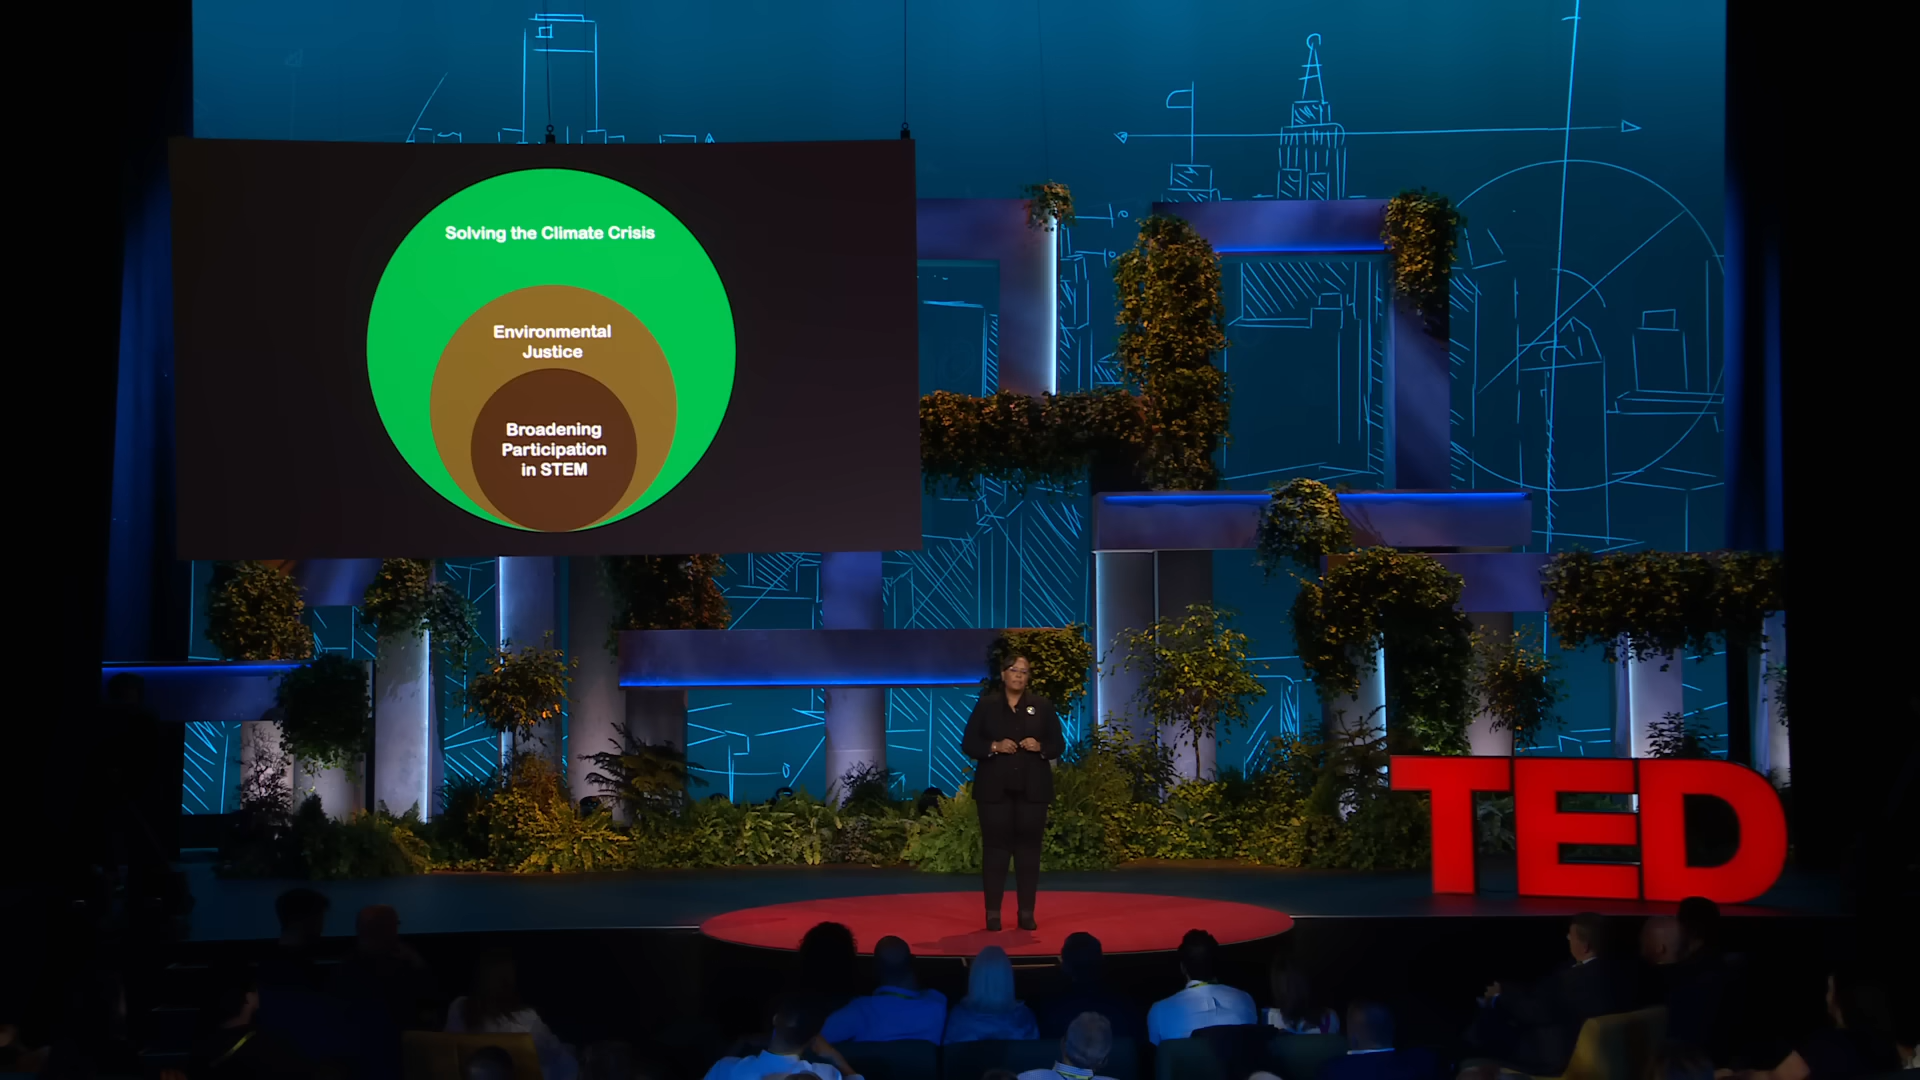 Solving the Climate Crisis
Environmental
Justice
Broadening
Participation
in STEM
TED